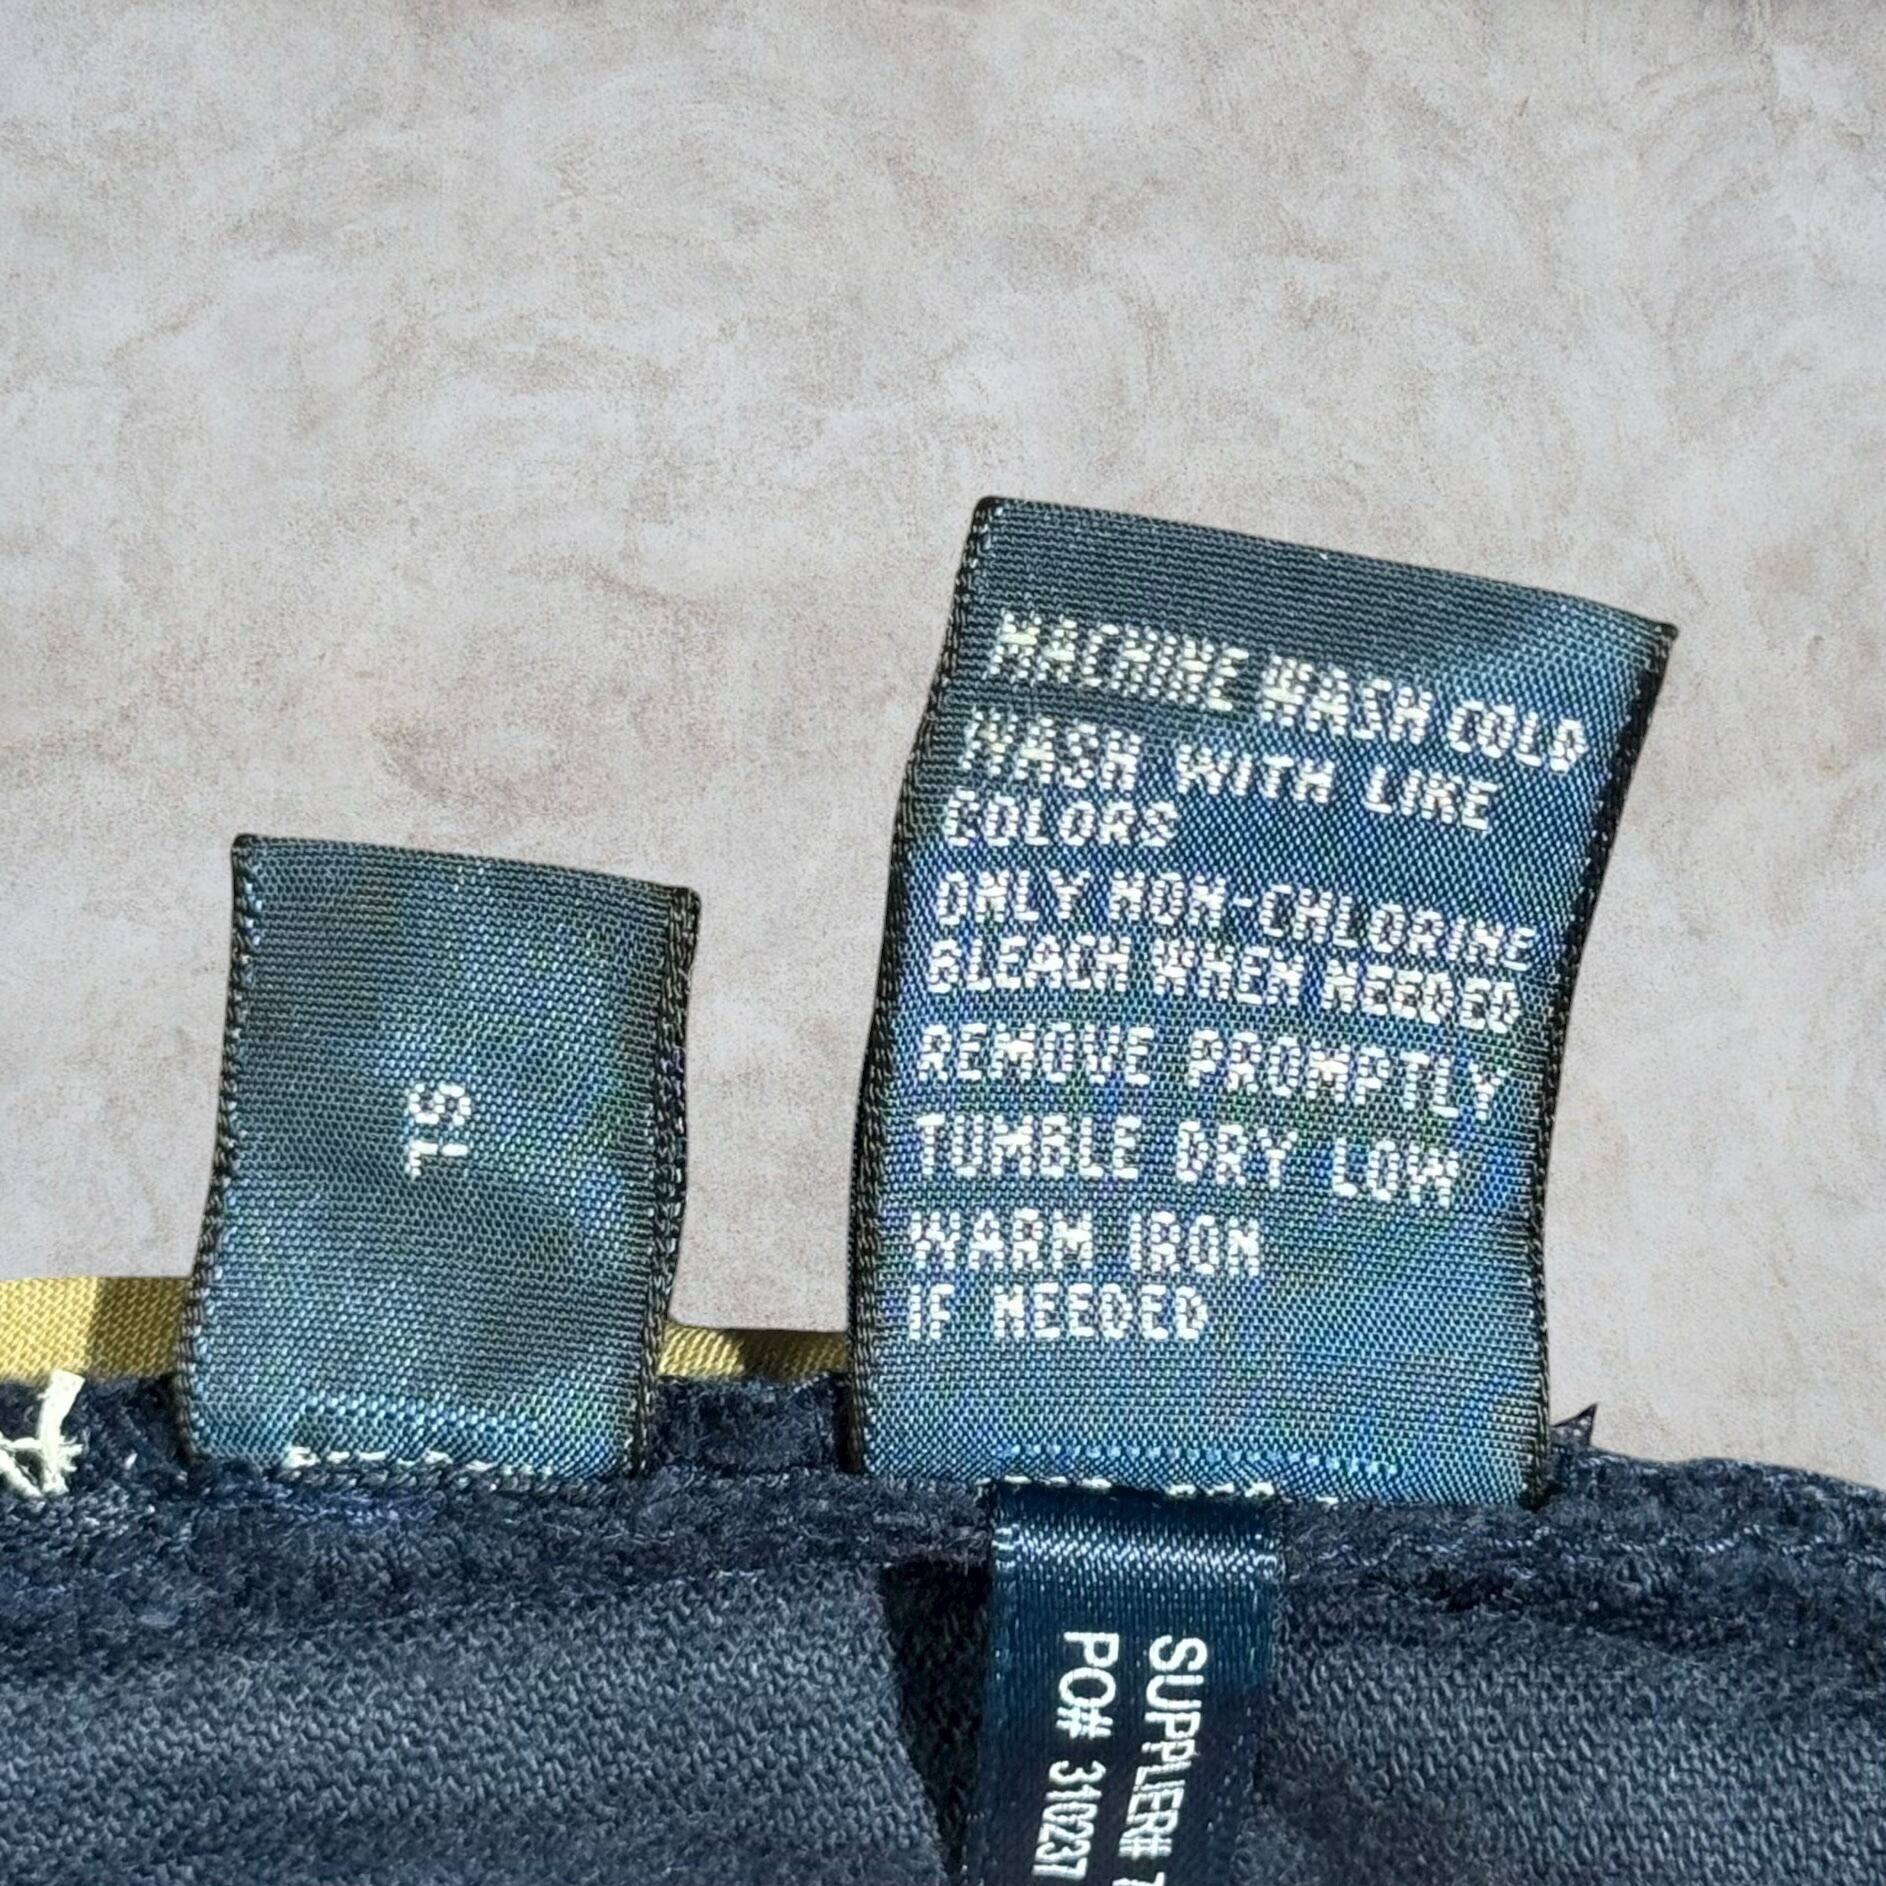 SL
MACHINE WASH COLD
WASH WITH LIKE
COLORS
ONLY NON-CHLORINE
BLEACH WHEN NEEDED
REMOVE PROMPTLY
TUMBLE DRY LOW
WARM IRON
IF NEEDED
SUPPLIER#
PO# 310237